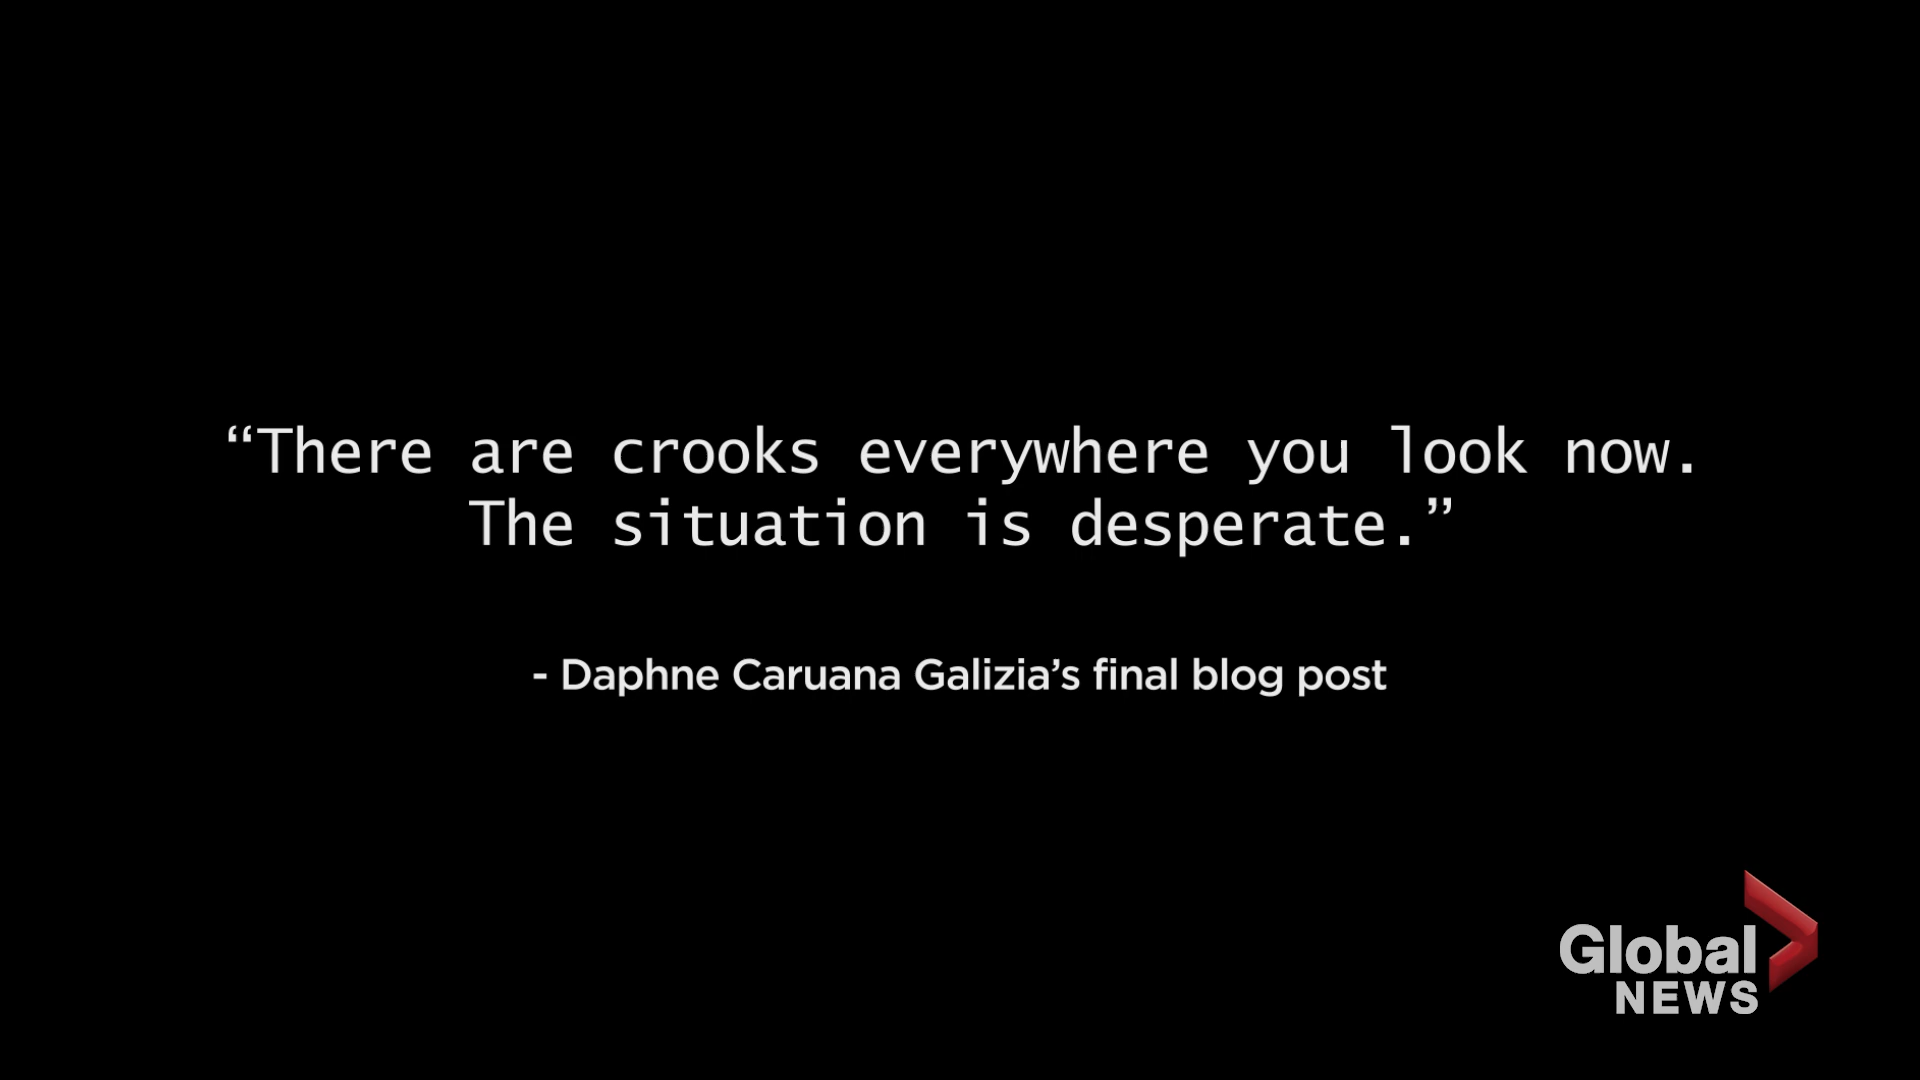 “There are crooks everywhere you look now.
The situation is desperate.”
- Daphne Caruana Galizia’s final blog post
Global
NEWS